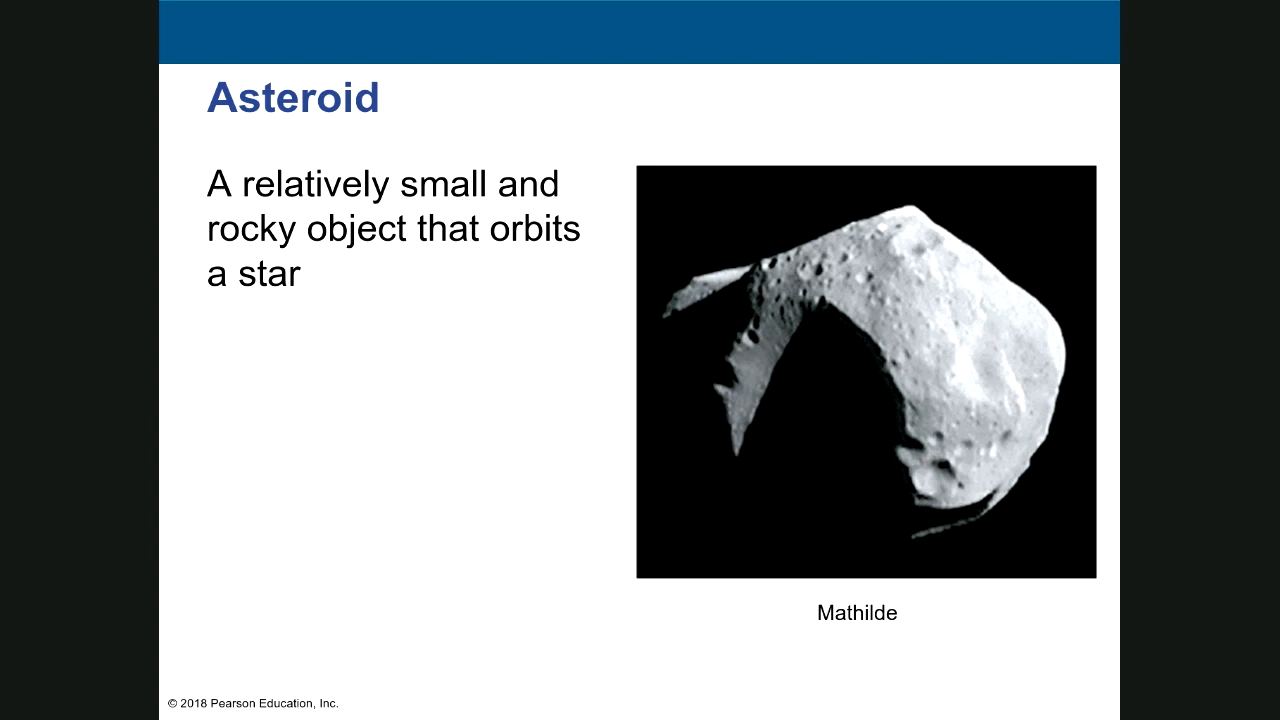 Asteroid
A relatively small and
rocky object that orbits
a star
Mathilde
© 2018 Pearson Education, Inc.